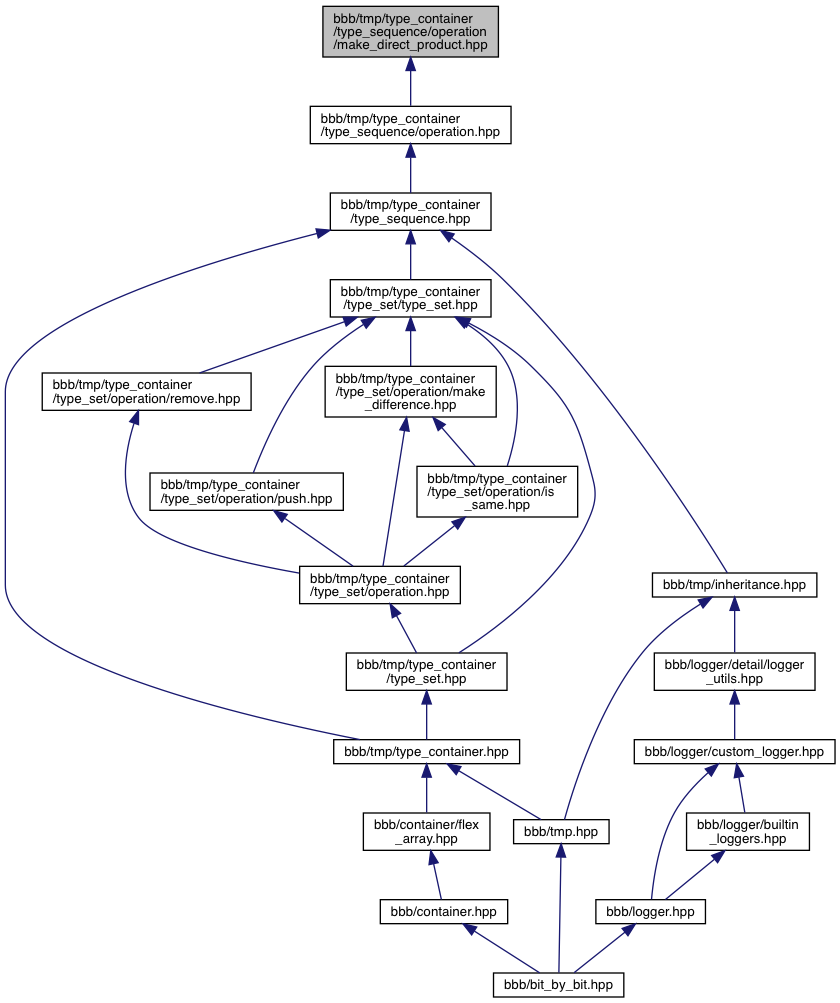 bbb/tmp/type_container
/type_sequence/operation
/make_direct_product.hpp
bbb/tmp/type_container
/type_sequence/operation.hpp
bbb/tmp/type_container
/type_sequence.hpp
bbb/tmp/type_container
/type_set/type_set.hpp
bbb/tmp/type_container
/type_set/operation/remove.hpp
bbb/tmp/type_container
/type_set/operation/make
_difference.hpp
bbb/tmp/type_container
/type_set/operation/push.hpp
bbb/tmp/type_container
/type_set/operation/is
_same.hpp
bbb/tmp/type_container
/type_set/operation.hpp
bbb/tmp/inheritance.hpp
bbb/tmp/type_container
/type_set.hpp
bbb/logger/detail/logger
_utils.hpp
bbb/tmp/type_container.hpp
bbb/logger/custom_logger.hpp
bbb/container/flex
_array.hpp
bbb/tmp.hpp
bbb/logger/builtin
_loggers.hpp
bbb/container.hpp
bbb/logger.hpp
bbb/bit_by_bit.hpp